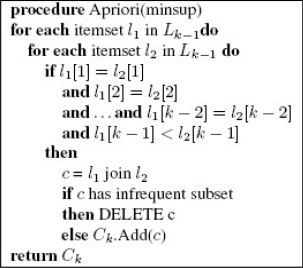 procedure Apriori(minsup)
for each itemset l₁ in Lₖ₋₁do
for each itemset l₂ in Lₖ₋₁ do
if l₁[1] = l₂[1]
and l₁[2] = l₂[2]
and … and l₁[k − 2] = l₂[k − 2]
and l₁[k − 1] < l₂[k − 1]
then
c = l₁ join l₂
if c has infrequent subset
then DELETE c
else Cₖ.Add(c)
return Cₖ